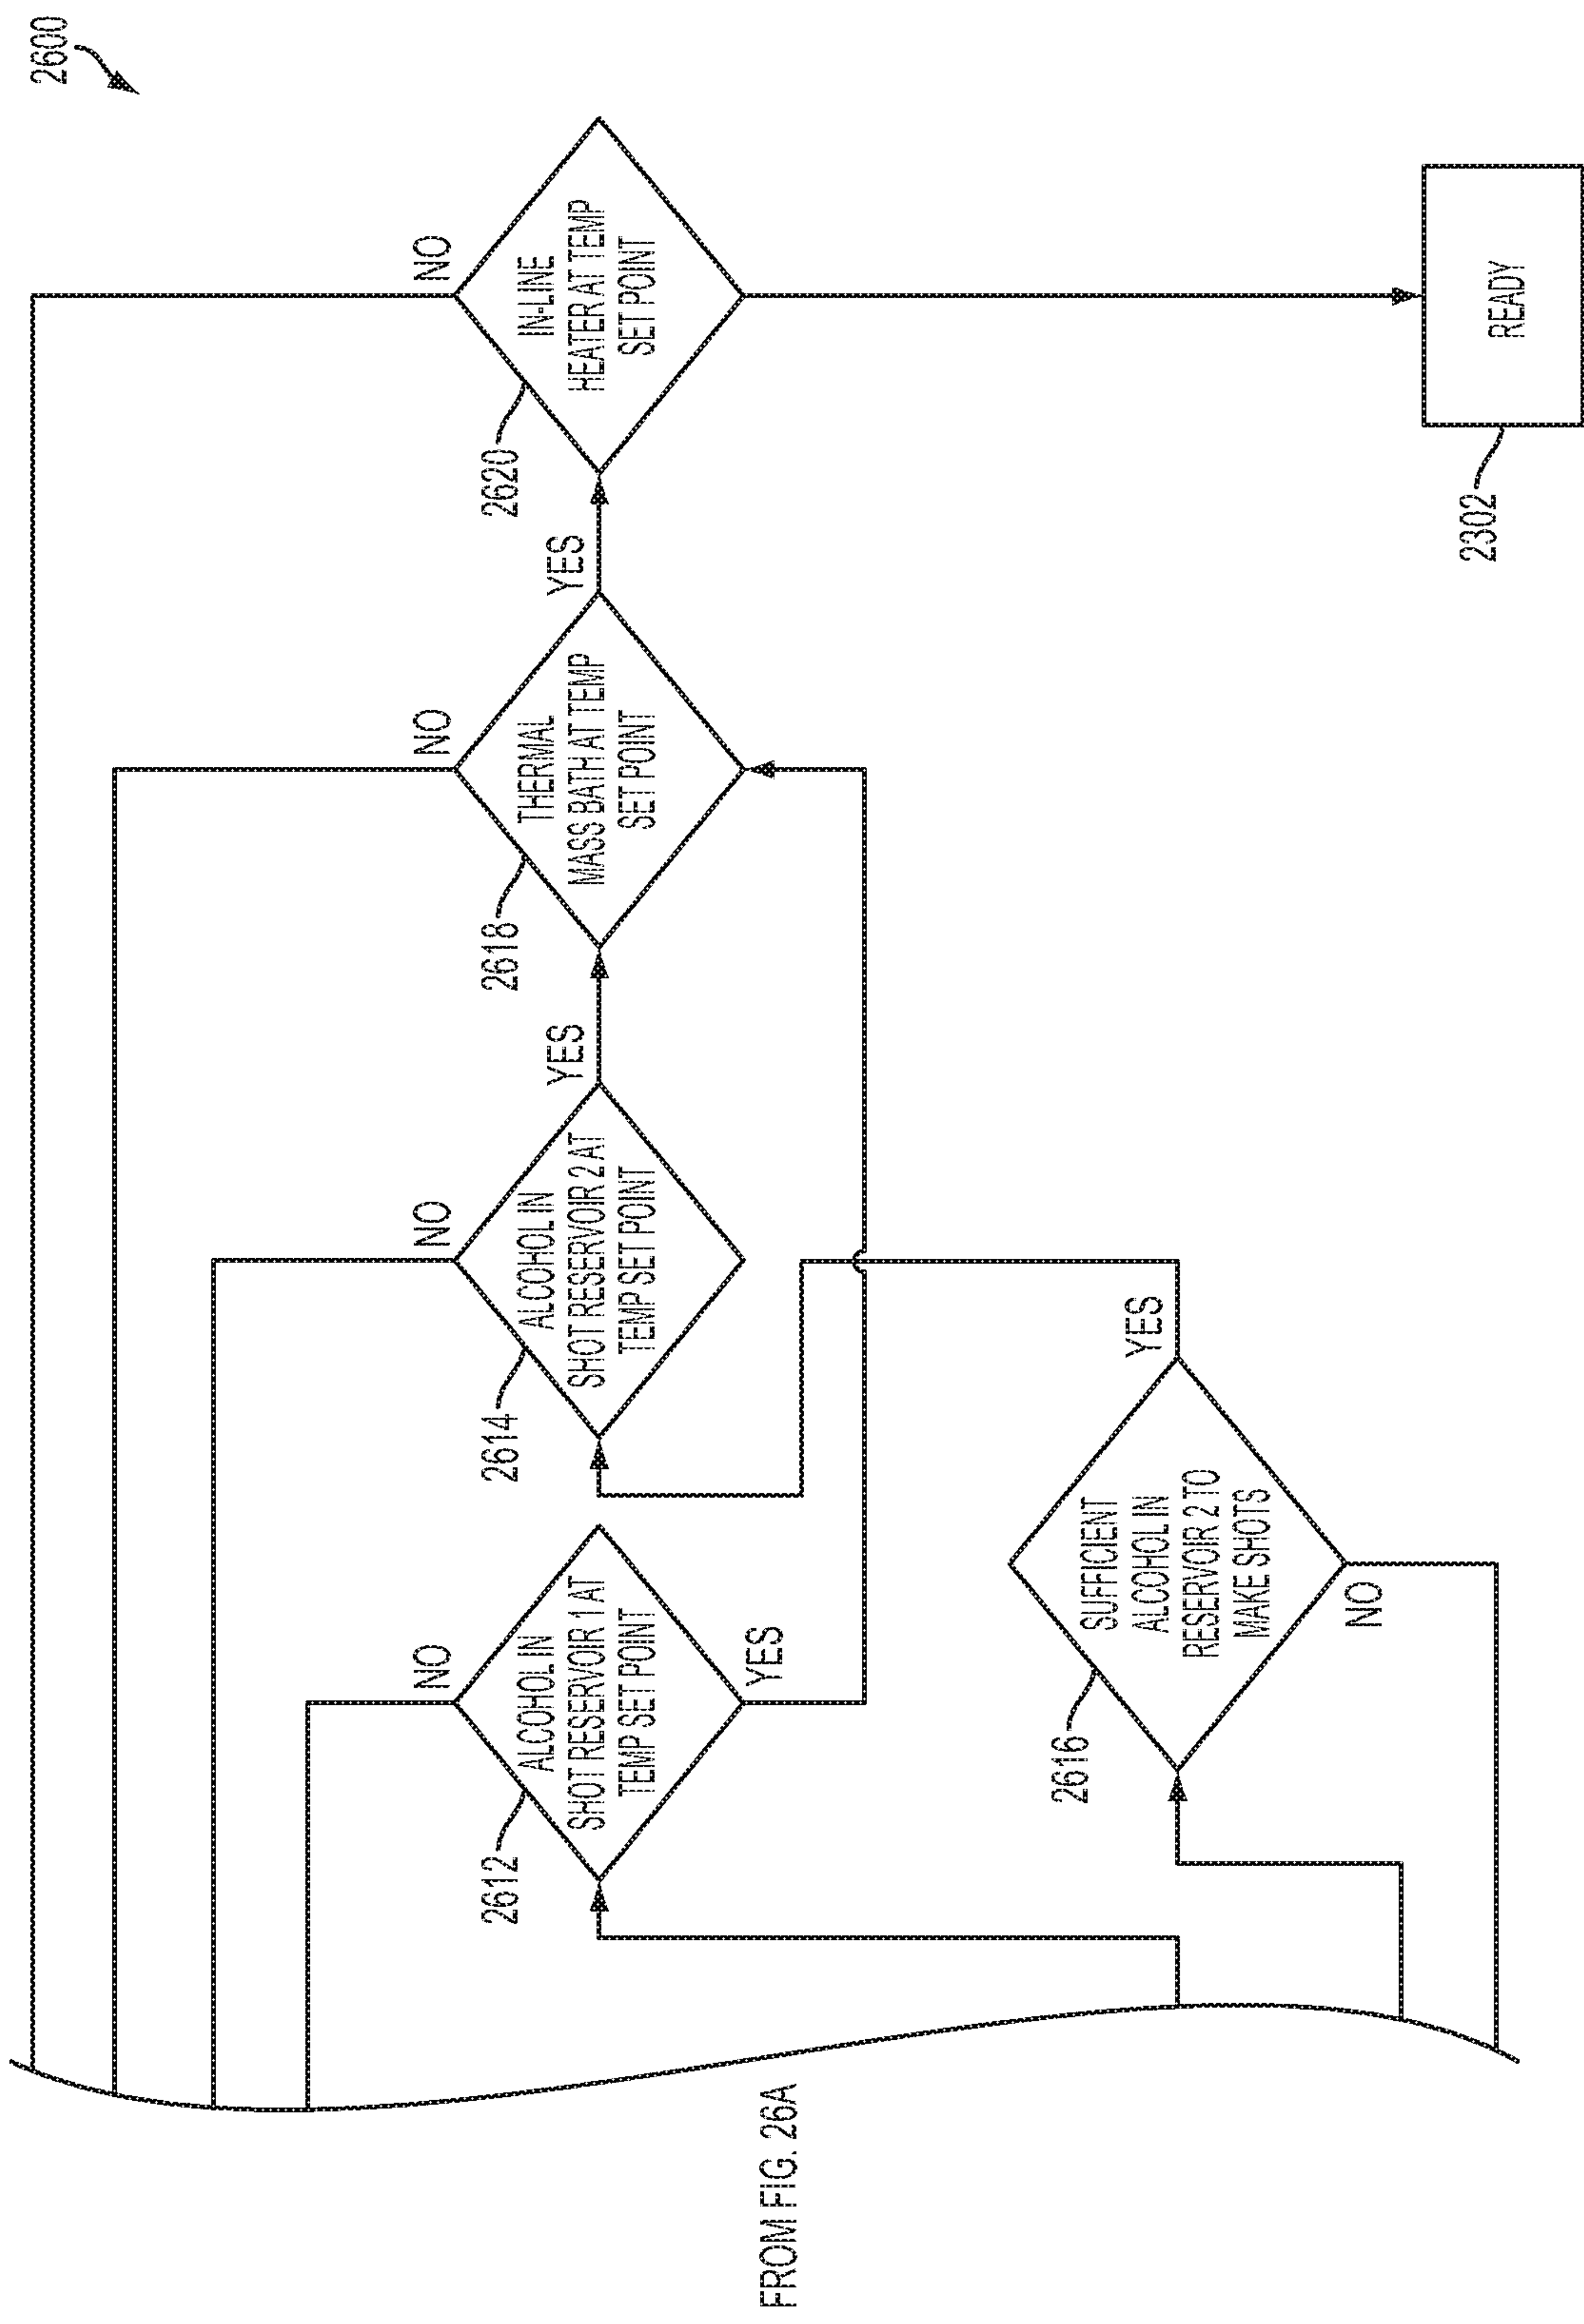 2600
NO
NO
NO
NO
2612
ALCOHOL IN
SHOT RESERVOIR 1 AT
TEMP SET POINT
YES
2614
ALCOHOL IN
SHOT RESERVOIR 2 AT
TEMP SET POINT
YES
2618
THERMAL
MASS BATH AT TEMP
SET POINT
YES
2620
IN-LINE
HEATER AT TEMP
SET POINT
FROM FIG. 26A
2616
SUFFICIENT
ALCOHOL IN
RESERVOIR 2 TO
MAKE SHOTS
YES
NO
2302
READY